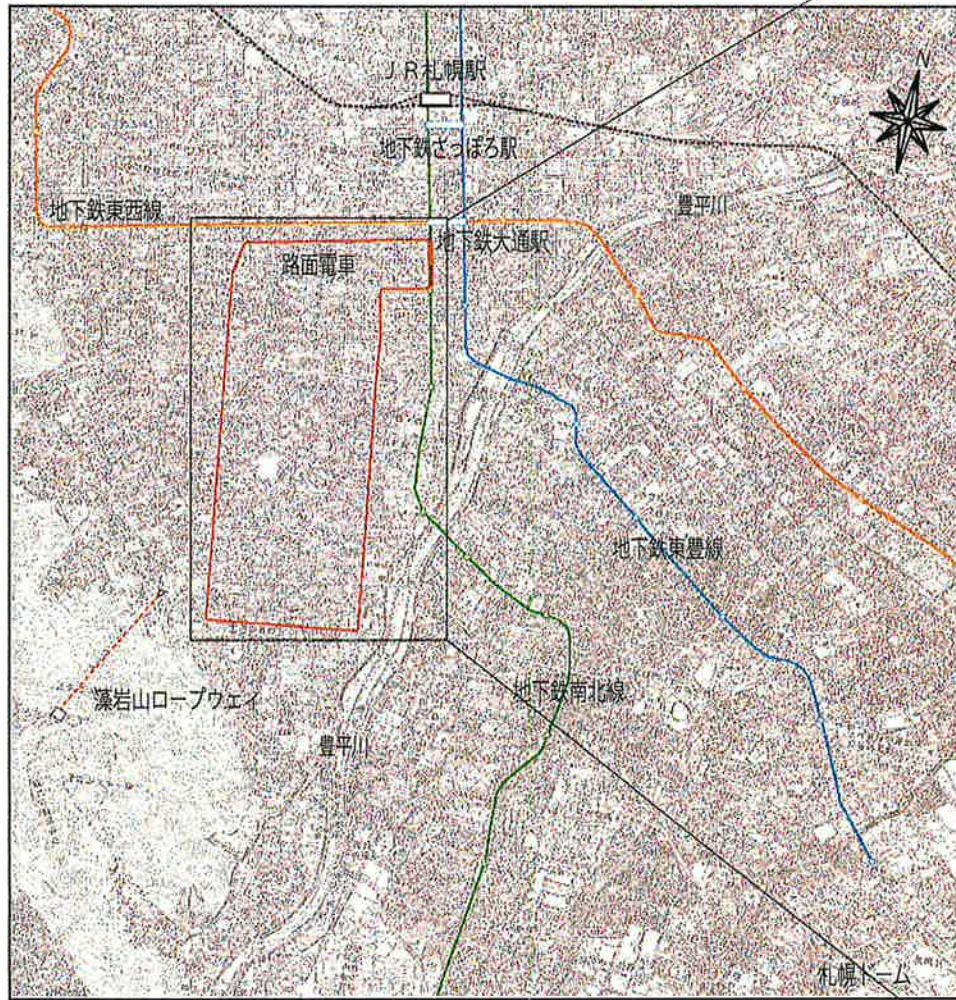 N
JR札幌駅
地下鉄さっぽろ駅
地下鉄東西線
豊平川
地下鉄大通駅
路面電車
地下鉄東豊線
藻岩山ロープウェイ
地下鉄南北線
豊平川
札幌ドーム